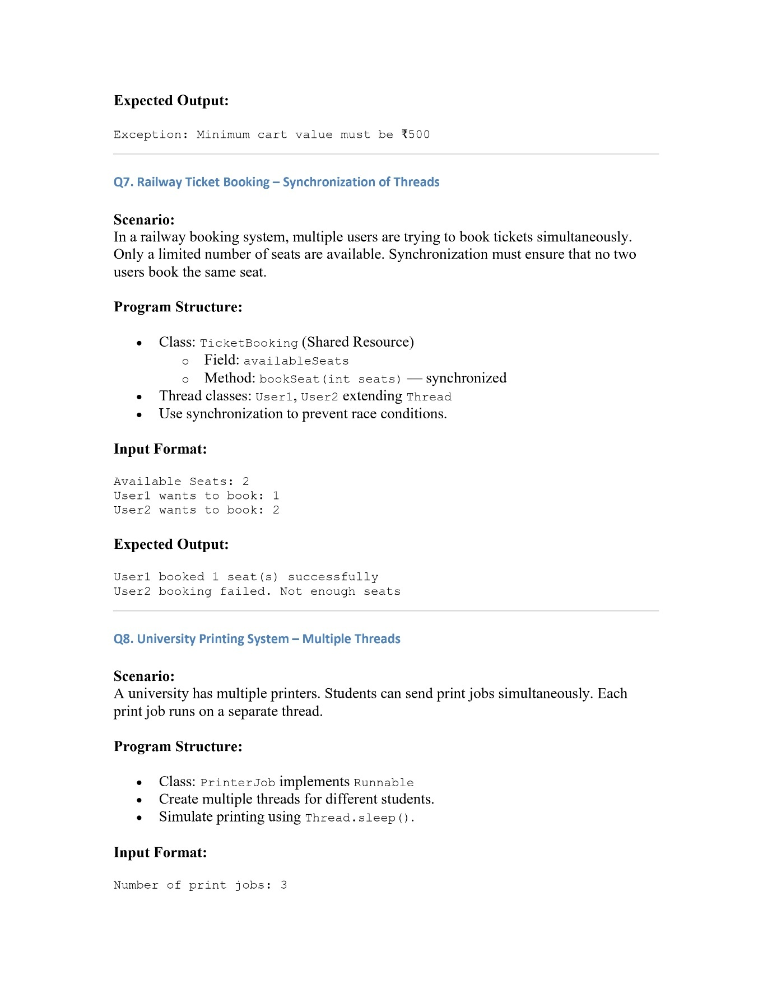 Expected Output:
Exception: Minimum cart value must be ₹500
Q7. Railway Ticket Booking – Synchronization of Threads
Scenario:
In a railway booking system, multiple users are trying to book tickets simultaneously.
Only a limited number of seats are available. Synchronization must ensure that no two
users book the same seat.
Program Structure:
• Class: TicketBooking (Shared Resource)
o Field: availableSeats
o Method: bookSeat(int seats) — synchronized
• Thread classes: User1, User2 extending Thread
• Use synchronization to prevent race conditions.
Input Format:
Available Seats: 2
User1 wants to book: 1
User2 wants to book: 2
Expected Output:
User1 booked 1 seat(s) successfully
User2 booking failed. Not enough seats
Q8. University Printing System – Multiple Threads
Scenario:
A university has multiple printers. Students can send print jobs simultaneously. Each
print job runs on a separate thread.
Program Structure:
• Class: PrinterJob implements Runnable
• Create multiple threads for different students.
• Simulate printing using Thread.sleep().
Input Format:
Number of print jobs: 3